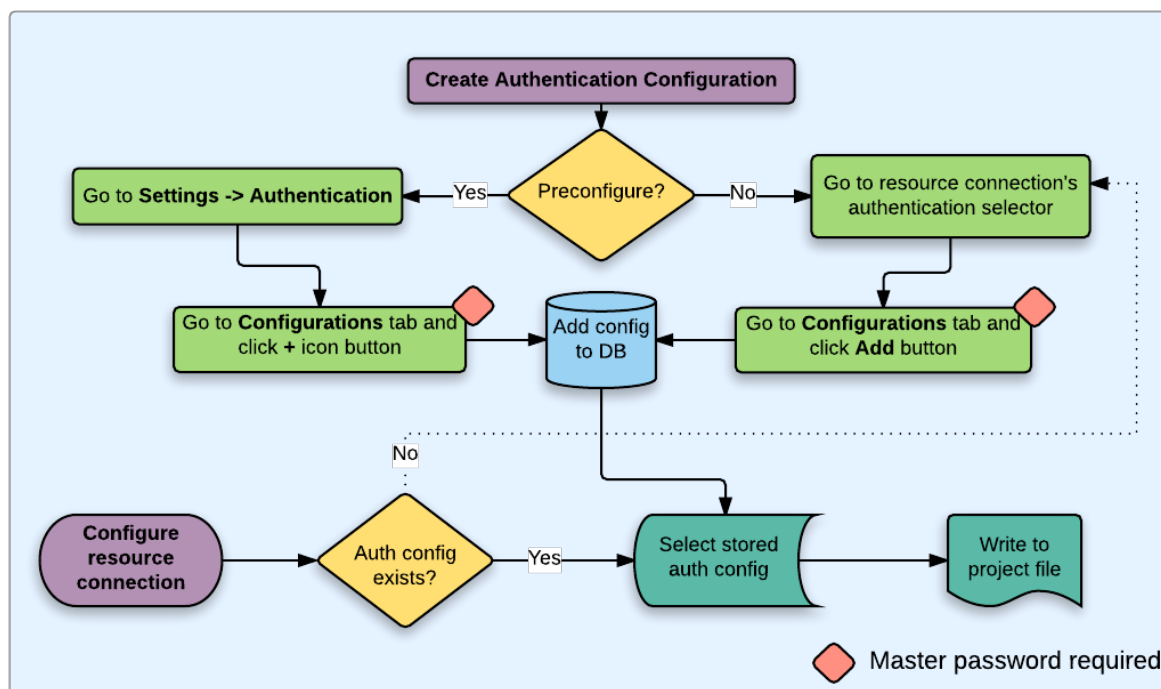 Create Authentication Configuration
Preconfigure?
Yes
No
Go to Settings -> Authentication
Go to resource connection's
authentication selector
Go to Configurations tab and
click + icon button
Add config
to DB
Go to Configurations tab and
click Add button
No
Configure
resource
connection
Auth config
exists?
Yes
Select stored
auth config
Write to
project file
Master password required